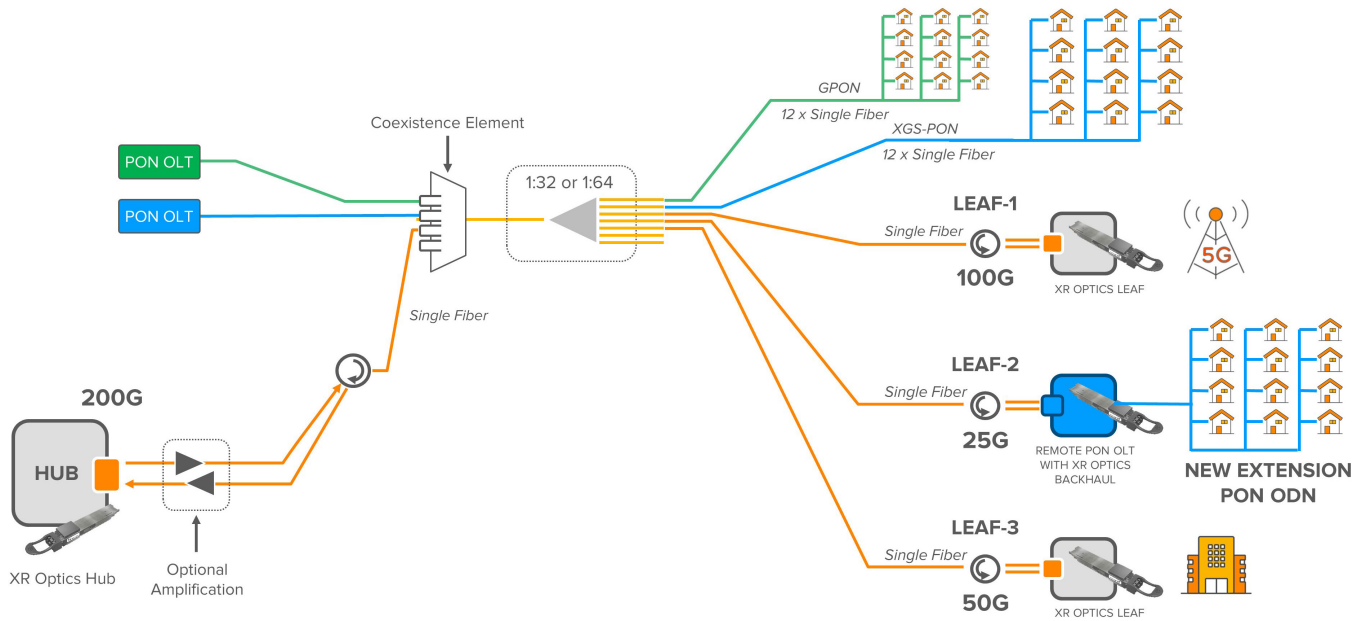 GPON
12 x Single Fiber
XGS-PON
12 x Single Fiber
Coexistence Element
PON OLT
PON OLT
1:32 or 1:64
Single Fiber
200G
HUB
XR Optics Hub
Optional
Amplification
LEAF-1
Single Fiber
100G
XR OPTICS LEAF
5G
LEAF-2
Single Fiber
25G
REMOTE PON OLT
WITH XR OPTICS
BACKHAUL
NEW EXTENSION
PON ODN
LEAF-3
Single Fiber
50G
XR OPTICS LEAF